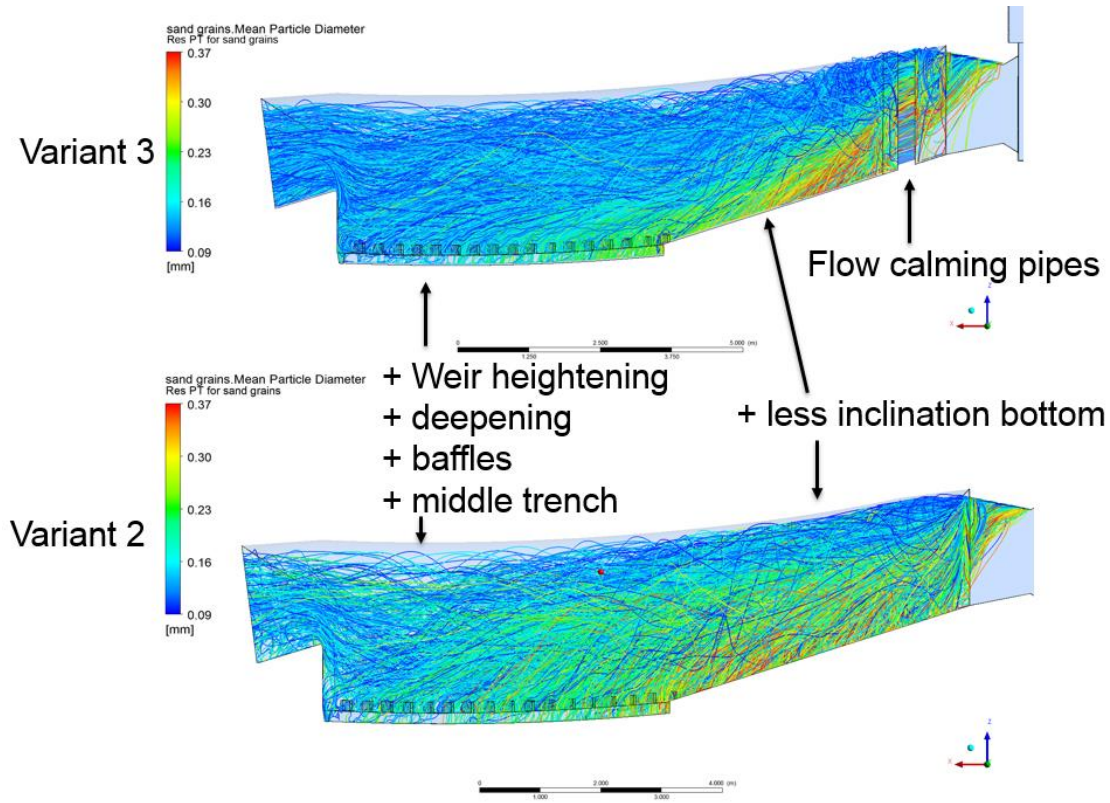 sand grains.Mean Particle Diameter
Res PT for sand grains
0.37
0.30
0.23
0.16
0.09
[mm]
Variant 3
Flow calming pipes
X
Z
0
2.500
5.000 (m)
1.250
3.750
+ Weir heightening
+ deepening
+ baffles
+ middle trench
+ less inclination bottom
sand grains.Mean Particle Diameter
Res PT for sand grains
0.37
0.30
0.23
0.16
0.09
[mm]
Variant 2
X
Z
0
2.000
4.000 (m)
1.000
3.000